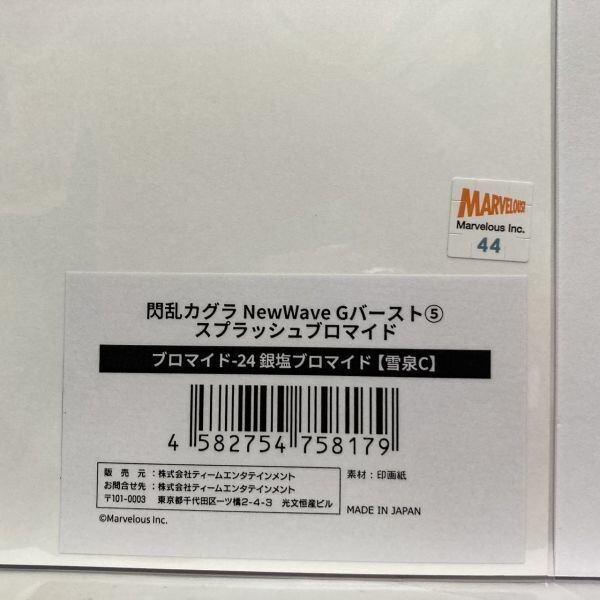 MARVELOUS!
Marvelous Inc.
44
閃乱カグラ NewWave Gバースト⑤
スプラッシュブロマイド
ブロマイド-24 銀塩ブロマイド【雪泉C】
4 582754 758179
販 売 元 : 株式会社ティームエンタテインメント
お問合せ先 : 株式会社ティームエンタテインメント
〒101-0003 東京都千代田区一ツ橋2-4-3 光文恒産ビル
素材：印画紙
MADE IN JAPAN
©Marvelous Inc.